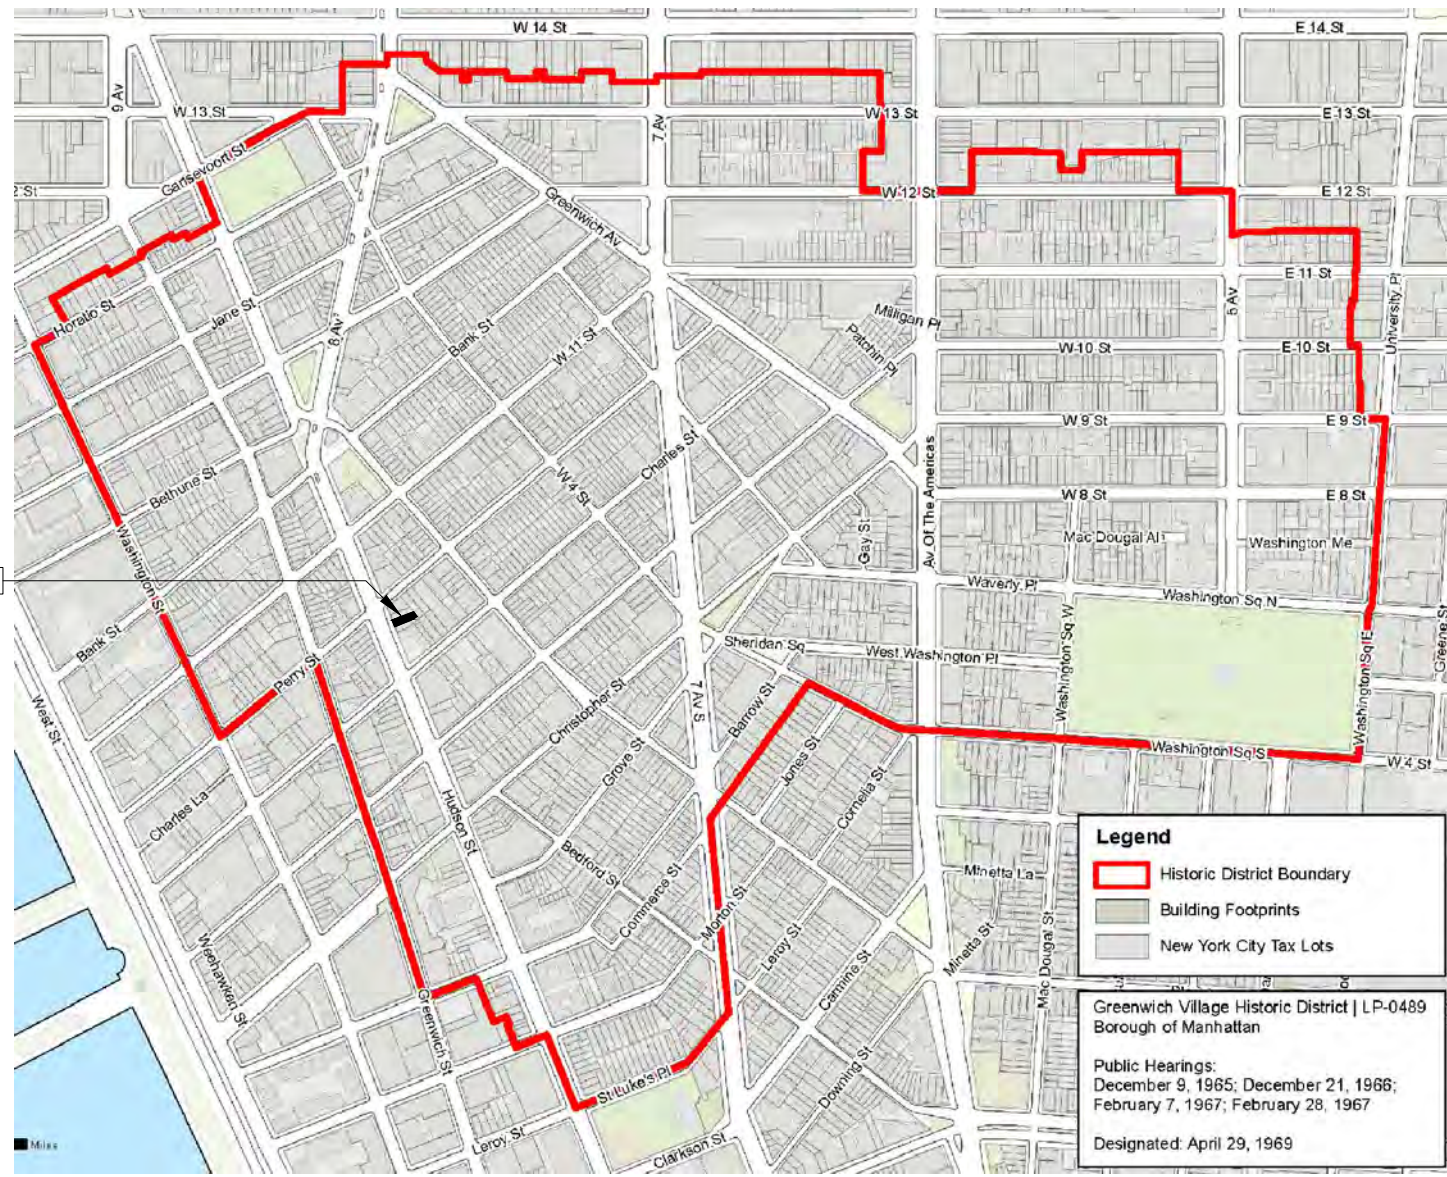 W 14 St
E 14 St
9 Av
W 13 St
7 Av
W 13 St
E 13 St
Gansevoort St
Greenwich Av
W 12 St
E 12 St
Horatio St
Jane St
8 Av
Bank St
W 11 St
Milligan Pl
Patchin Pl
5 Av
E 11 St
University Pl
W 10 St
E 10 St
W 9 St
E 9 St
Charles St
W 4 St
Bethune St
Av Of The Americas
W 8 St
E 8 St
Gay St
Mac Dougal Al
Washington Me
Washington St
Waverly Pl
Washington Sq N
Bank St
Sheridan Sq
West Washington Pl
Washington Sq W
Washington Sq E
Greene St
Perry St
West St
Christopher St
7 Av S
Barrow St
Grove St
Jones St
Washington Sq S
W 4 St
Charles La
Hudson St
Cornelia St
Bedford St
Commerce St
Morton St
Leroy St
Carmine St
Minetta La
Minetta St
Mac Dougal St
Weehawken St
Greenwich St
St Luke's Pl
Downing St
Leroy St
Clarkson St
Miles
Legend
Historic District Boundary
Building Footprints
New York City Tax Lots
Greenwich Village Historic District | LP-0489
Borough of Manhattan
Public Hearings:
December 9, 1965; December 21, 1966;
February 7, 1967; February 28, 1967
Designated: April 29, 1969